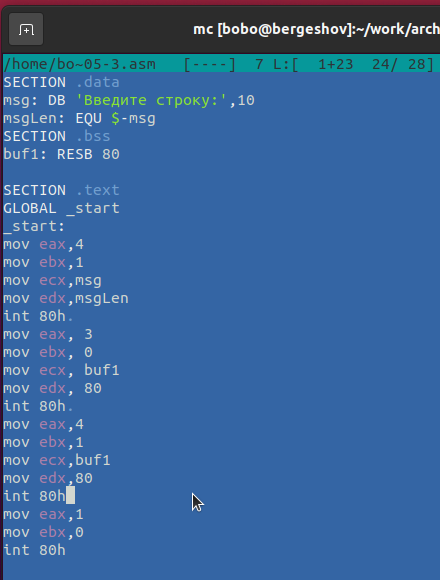 mc [bobo@bergeshov]:~/work/arch
/home/bo~05-3.asm [----] 7 L:[ 1+23 24/ 28]
SECTION .data
msg: DB 'Введите строку:',10
msgLen: EQU $-msg
SECTION .bss
buf1: RESB 80
SECTION .text
GLOBAL _start
_start:
mov eax,4
mov ebx,1
mov ecx,msg
mov edx,msgLen
int 80h.
mov eax, 3
mov ebx, 0
mov ecx, buf1
mov edx, 80
int 80h.
mov eax,4
mov ebx,1
mov ecx,buf1
mov edx,80
int 80h
mov eax,1
mov ebx,0
int 80h